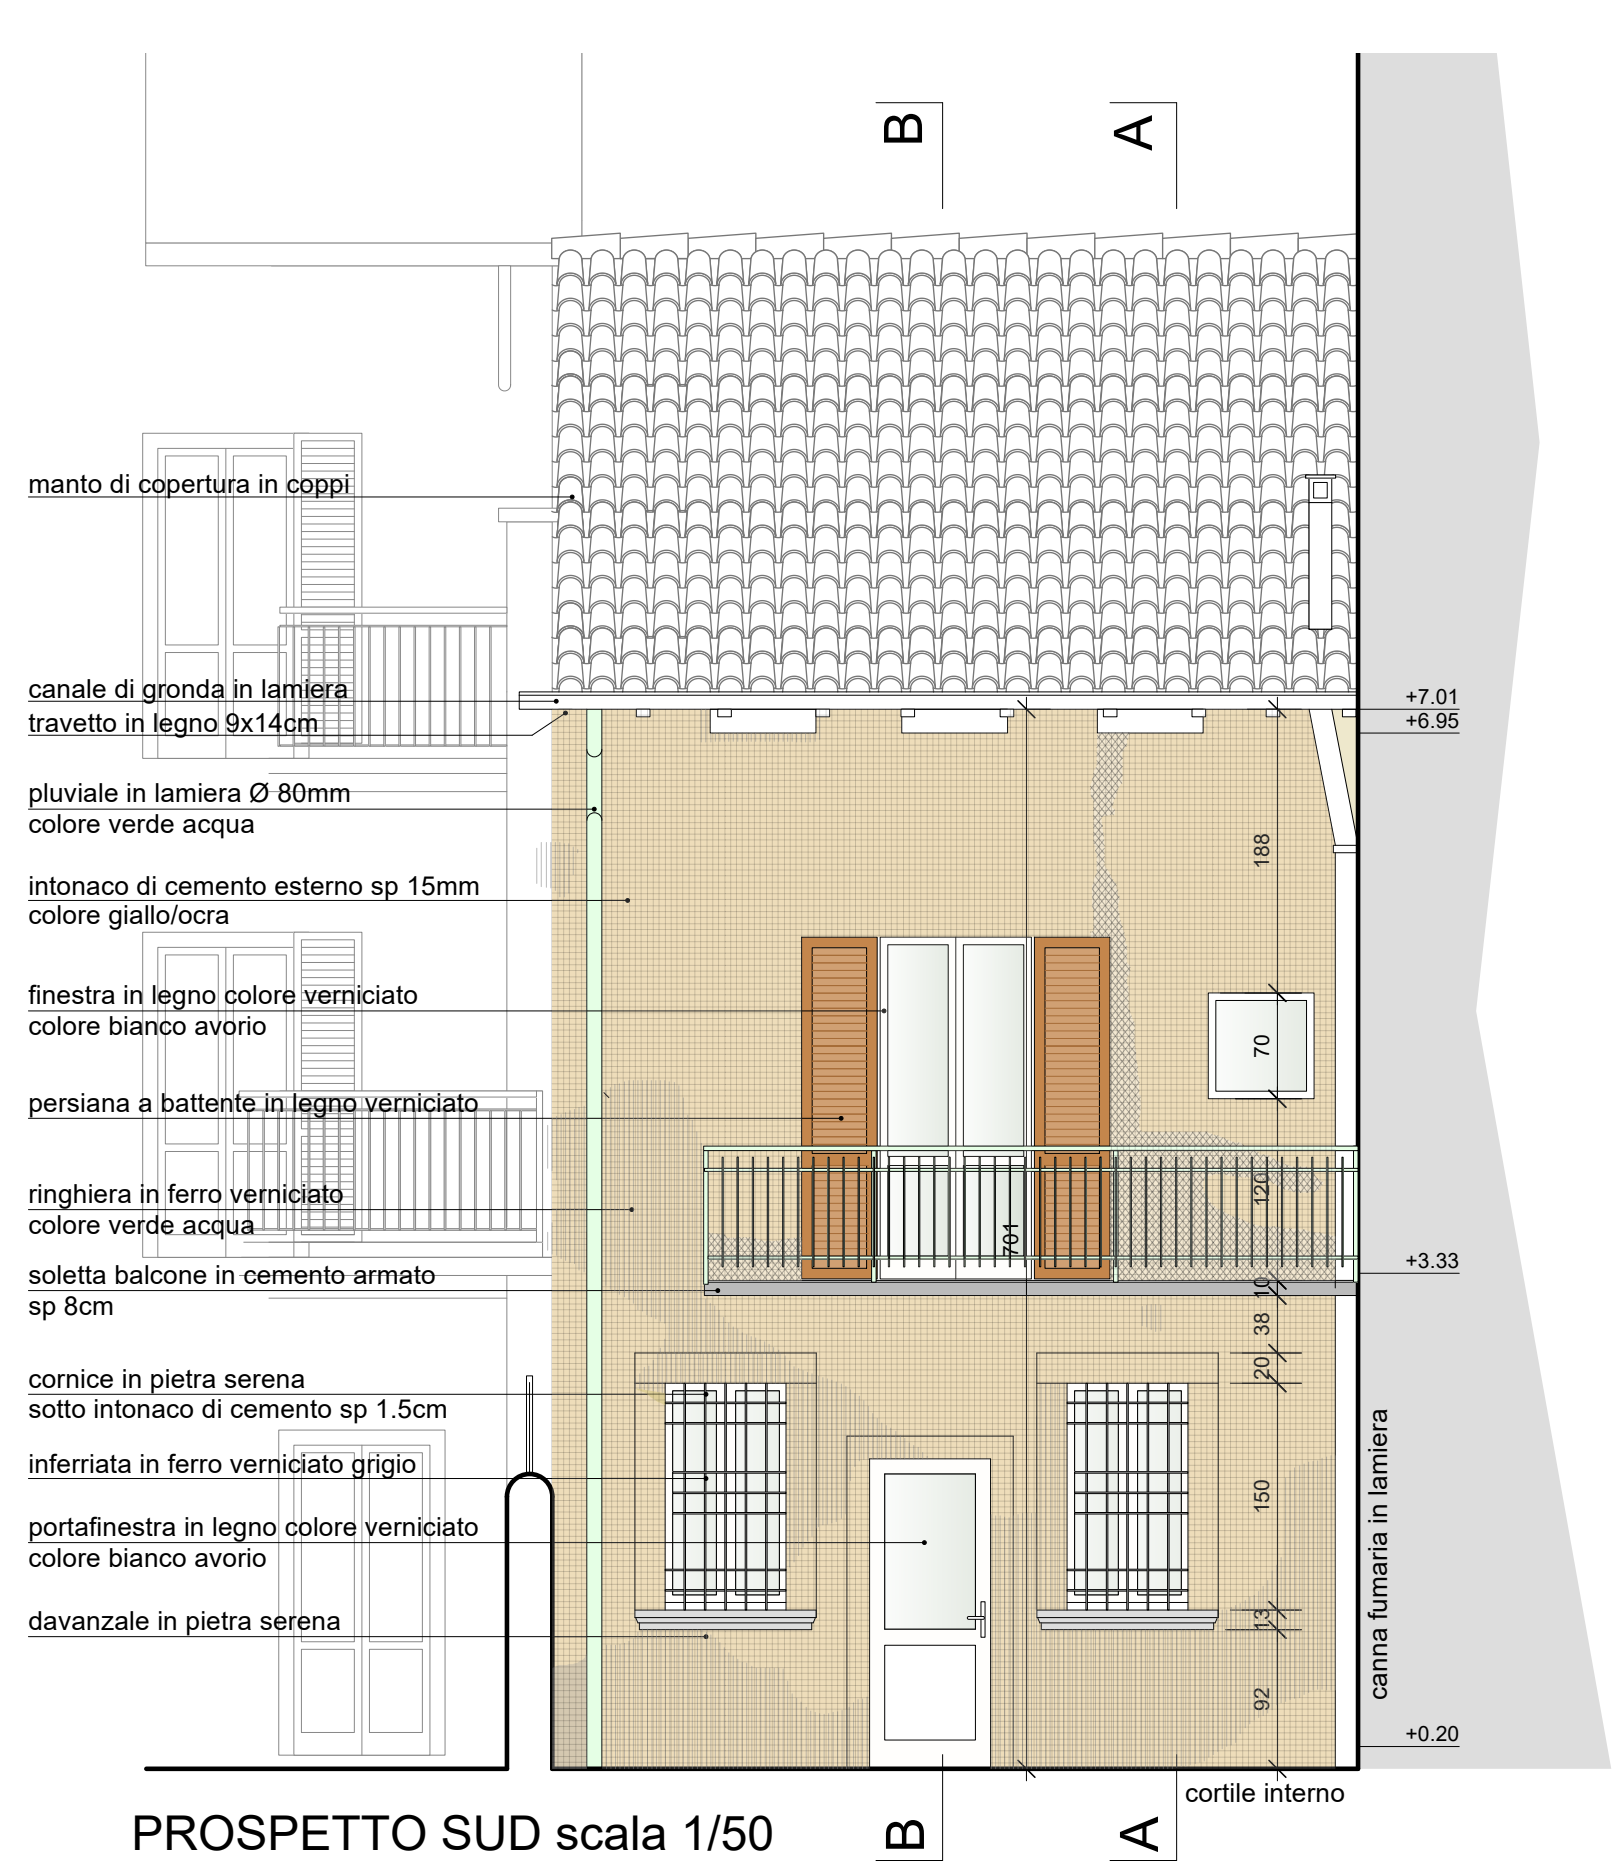 B
A
manto di copertura in coppi
canale di gronda in lamiera
travetto in legno 9x14cm
pluviale in lamiera Ø 80mm
colore verde acqua
intonaco di cemento esterno sp 15mm
colore giallo/ocra
finestra in legno colore verniciato
colore bianco avorio
persiana a battente in legno verniciato
ringhiera in ferro verniciato
colore verde acqua
soletta balcone in cemento armato
sp 8cm
cornice in pietra serena
sotto intonaco di cemento sp 1.5cm
inferriata in ferro verniciato grigio
portafinestra in legno colore verniciato
colore bianco avorio
davanzale in pietra serena
701
188
70
120
10
38
20
150
13
92
+7.01
+6.95
+3.33
+0.20
canna fumaria in lamiera
cortile interno
B
A
PROSPETTO SUD scala 1/50